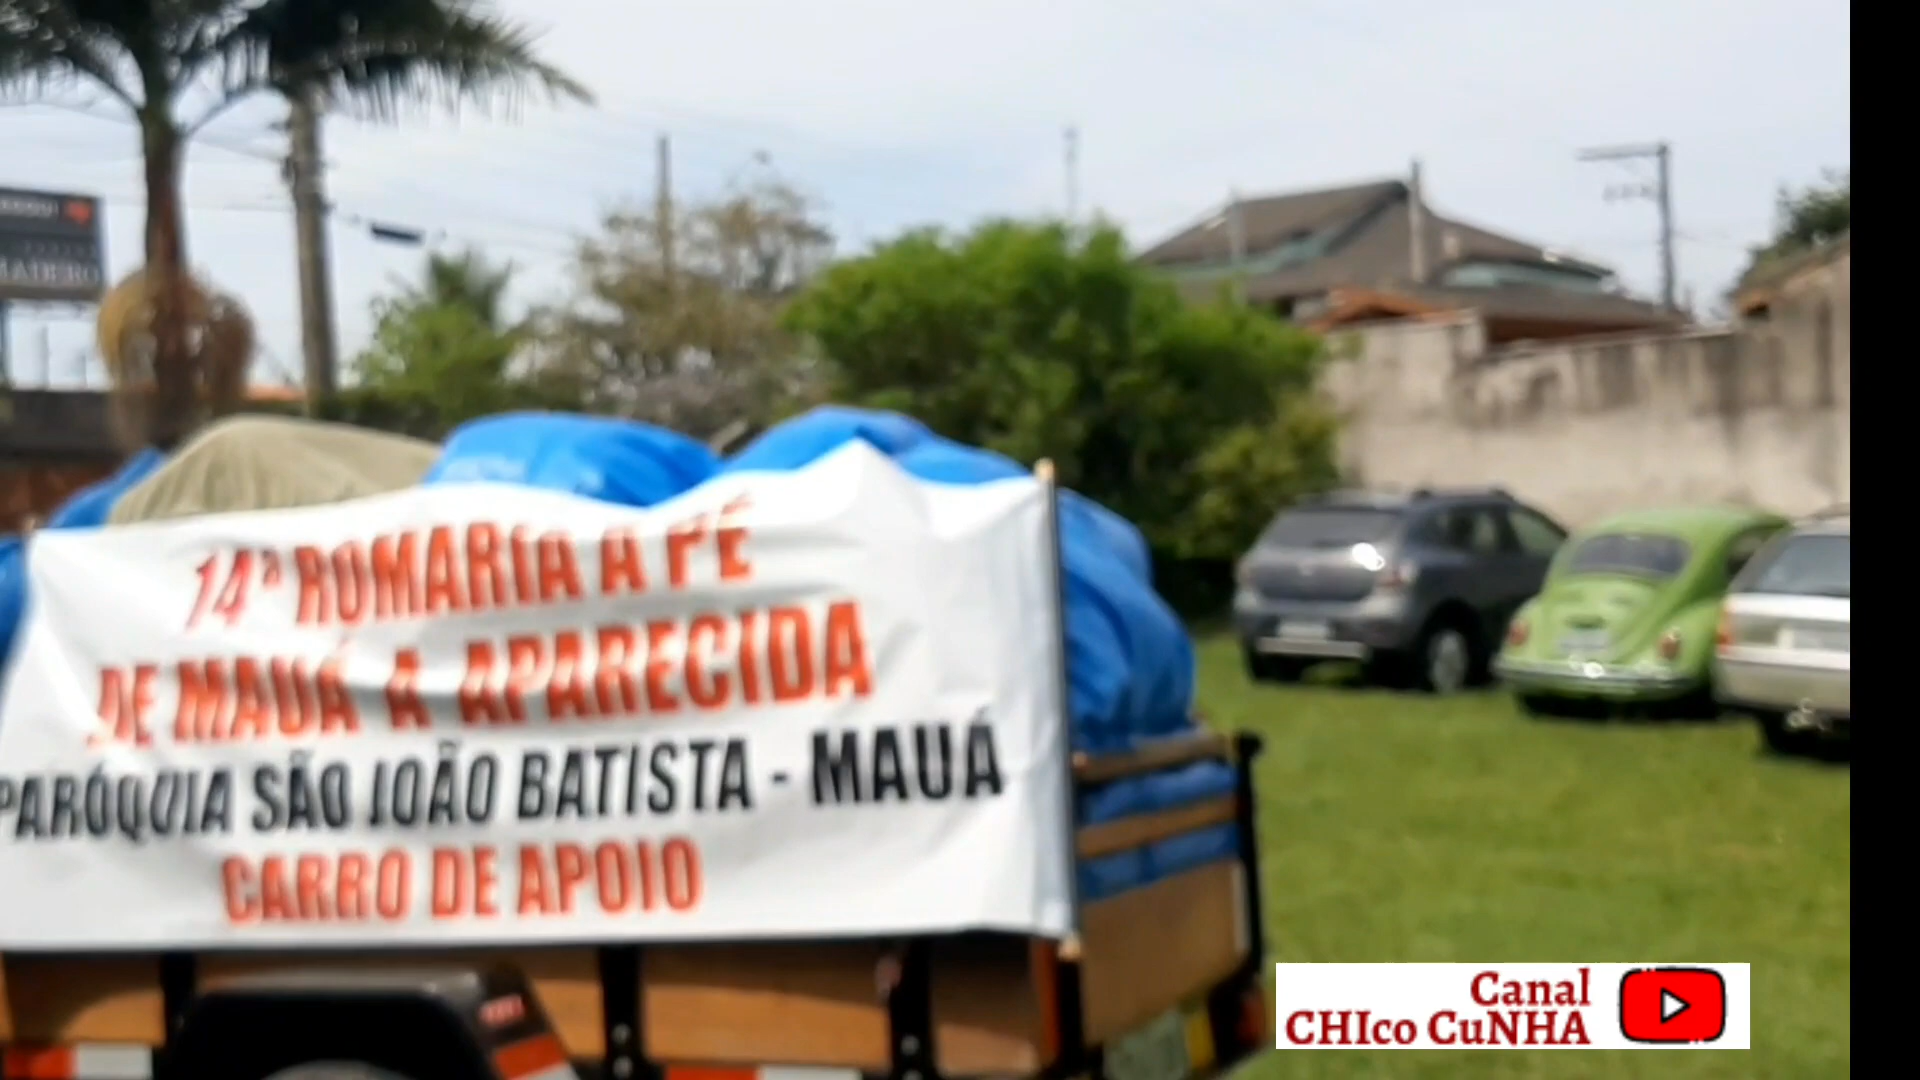 14ª ROMARIA A PÉ
DE MAUÁ A APARECIDA
PARÓQUIA SÃO JOÃO BATISTA - MAUÁ
CARRO DE APOIO
Canal
CHIco CuNHA